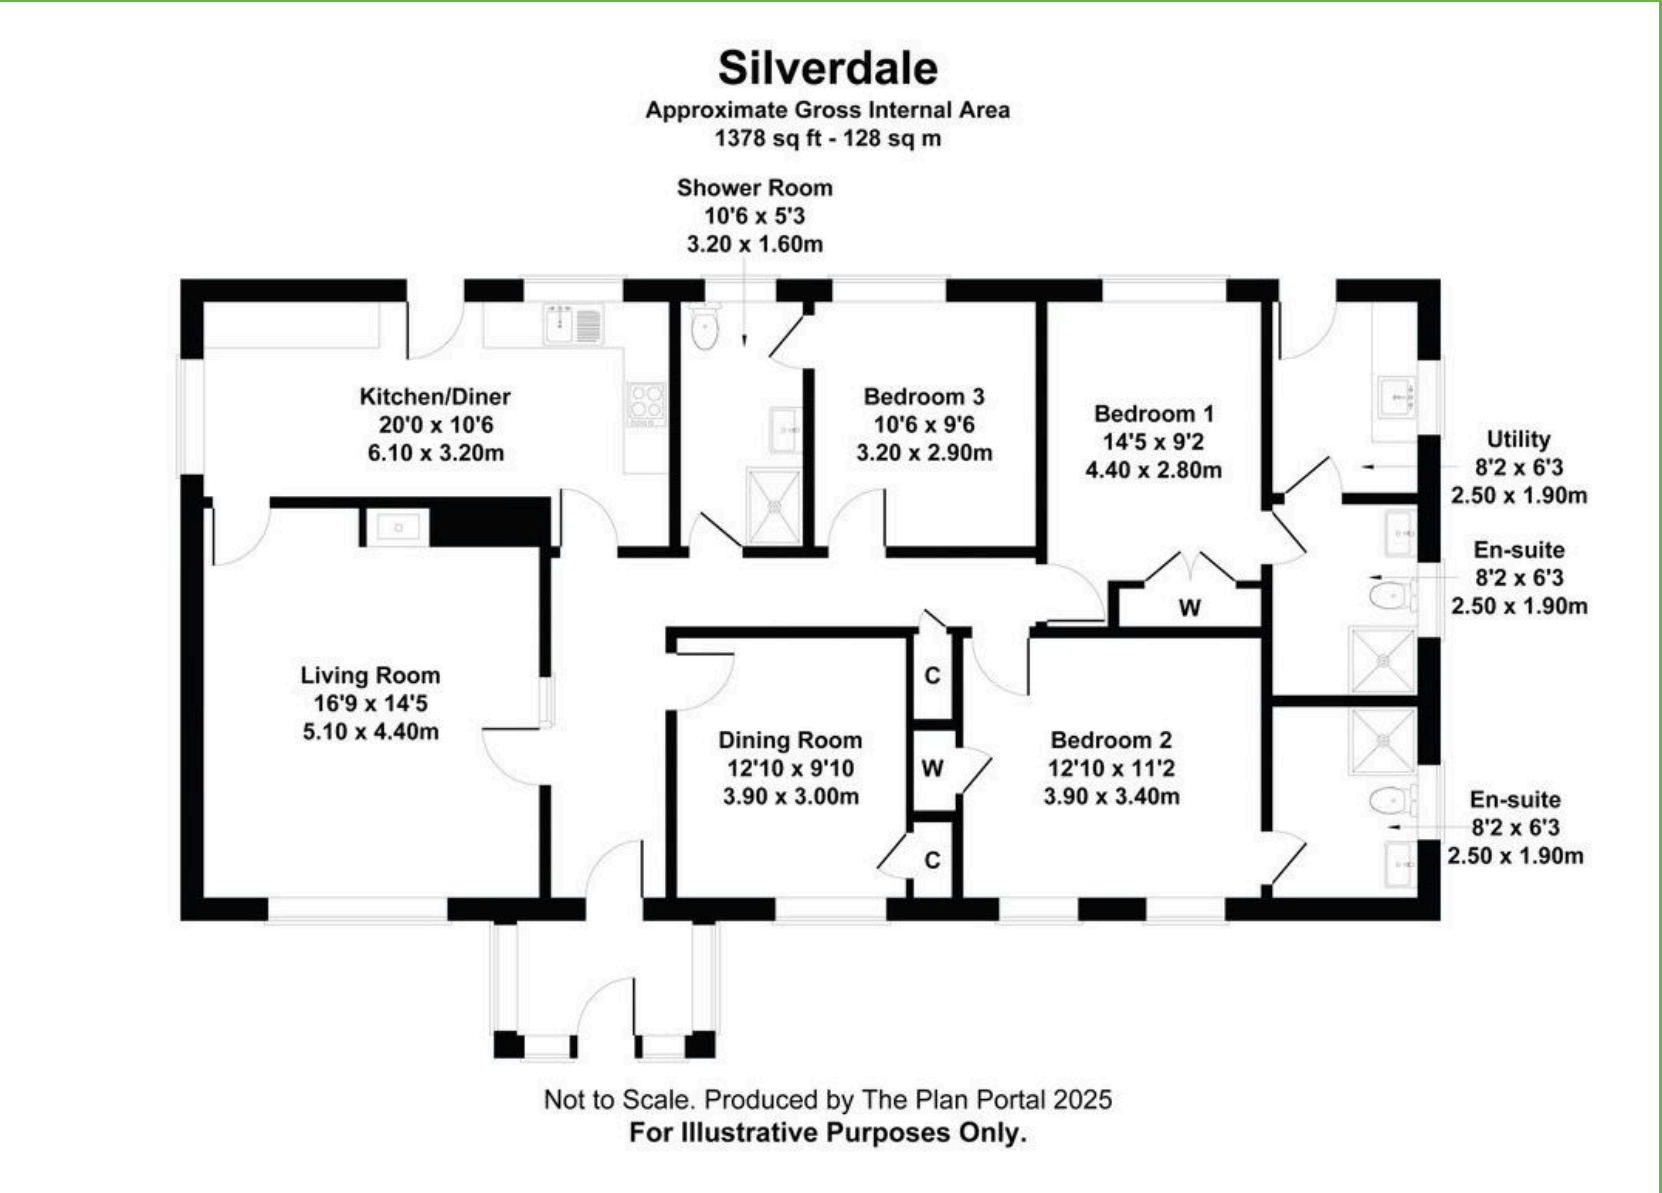 Silverdale
Approximate Gross Internal Area
1378 sq ft - 128 sq m
Shower Room
10'6 x 5'3
3.20 x 1.60m
Kitchen/Diner
20'0 x 10'6
6.10 x 3.20m
Bedroom 3
10'6 x 9'6
3.20 x 2.90m
Bedroom 1
14'5 x 9'2
4.40 x 2.80m
Utility
8'2 x 6'3
2.50 x 1.90m
En-suite
8'2 x 6'3
2.50 x 1.90m
W
Living Room
16'9 x 14'5
5.10 x 4.40m
C
Dining Room
12'10 x 9'10
3.90 x 3.00m
W
Bedroom 2
12'10 x 11'2
3.90 x 3.40m
C
En-suite
8'2 x 6'3
2.50 x 1.90m
Not to Scale. Produced by The Plan Portal 2025
For Illustrative Purposes Only.